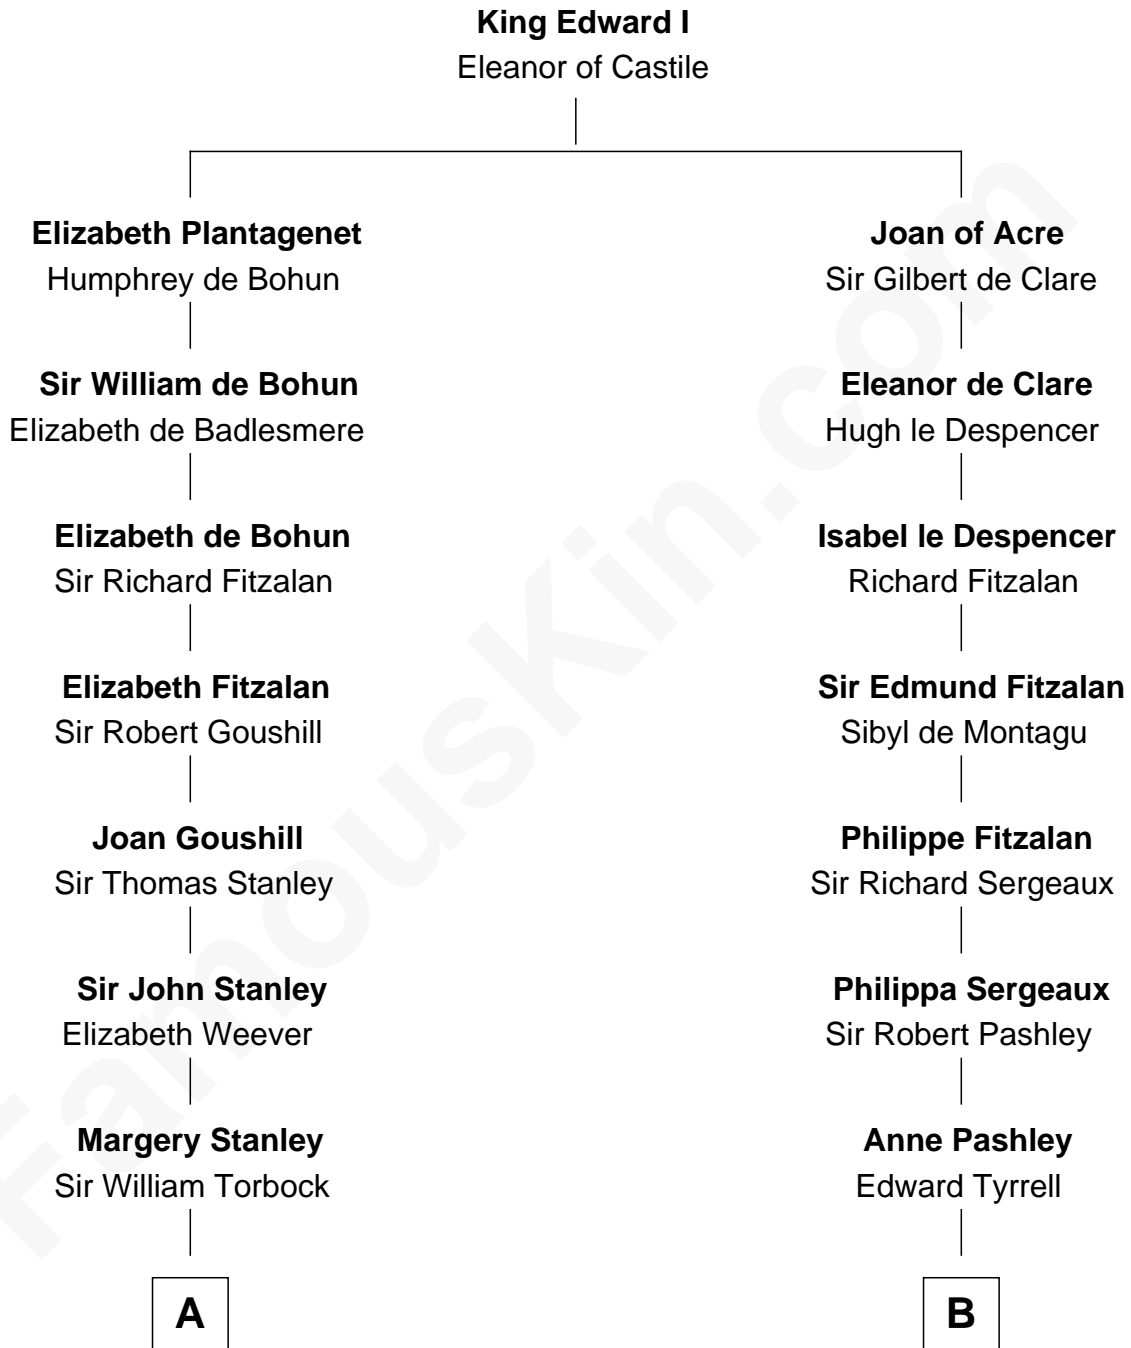 King Edward I
Eleanor of Castile
Elizabeth Plantagenet
Humphrey de Bohun
Joan of Acre
Sir Gilbert de Clare
Sir William de Bohun
Elizabeth de Badlesmere
Eleanor de Clare
Hugh le Despencer
Elizabeth de Bohun
Sir Richard Fitzalan
Isabel le Despencer
Richard Fitzalan
Elizabeth Fitzalan
Sir Robert Goushill
Sir Edmund Fitzalan
Sibyl de Montagu
Joan Goushill
Sir Thomas Stanley
Philippe Fitzalan
Sir Richard Sergeaux
Sir John Stanley
Elizabeth Weever
Philippa Sergeaux
Sir Robert Pashley
Margery Stanley
Sir William Torbock
Anne Pashley
Edward Tyrrell
A
B
FamousKin.com